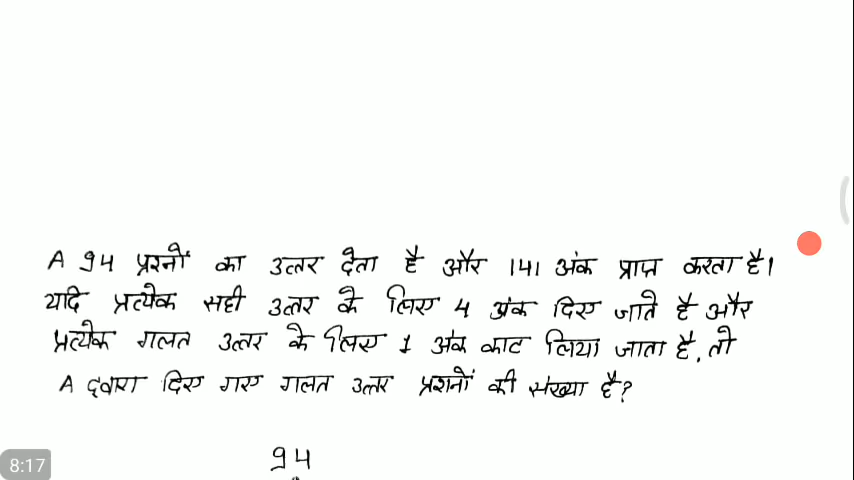 A 94 प्रश्नों का उत्तर देता है और 141 अंक प्राप्त करता है।
यदि प्रत्येक सही उत्तर के लिए 4 अंक दिए जाते है और
प्रत्येक गलत उत्तर के लिए 1 अंक काट लिया जाता है, तो
A द्वारा दिए गए गलत उत्तर प्रश्नों की संख्या है?
94
8:17